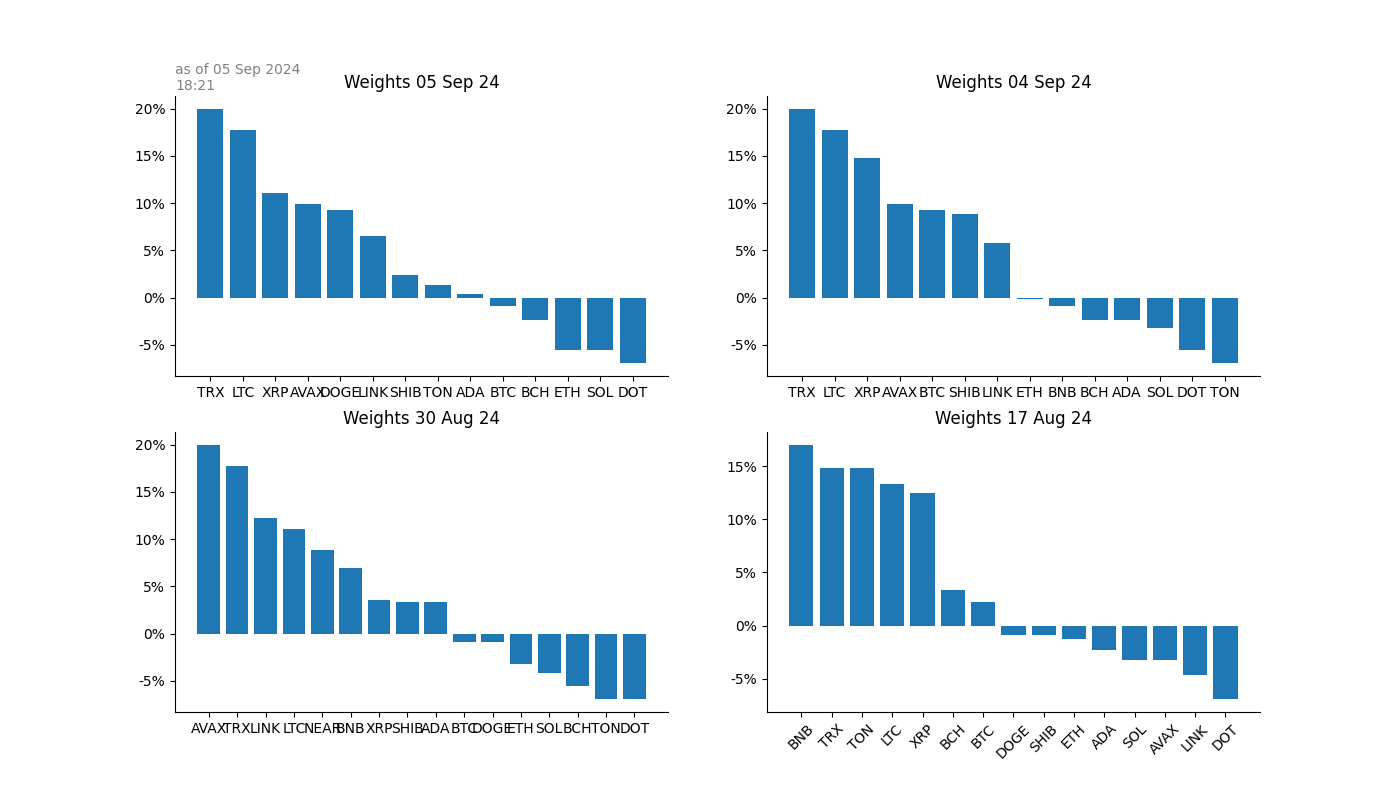 as of 05 Sep 2024
18:21
Weights 05 Sep 24
20%
15%
10%
5%
0%
-5%
TRX LTC XRP AVAX DOGE LINK SHIB TON ADA BTC BCH ETH SOL DOT
Weights 04 Sep 24
20%
15%
10%
5%
0%
-5%
TRX LTC XRP AVAX BTC SHIB LINK ETH BNB BCH ADA SOL DOT TON
Weights 30 Aug 24
20%
15%
10%
5%
0%
-5%
AVAX TRX LINK LTC NEAR BNB XRP SHIB ADA BTC DOGE ETH SOL BCH TON DOT
Weights 17 Aug 24
15%
10%
5%
0%
-5%
BNB TRX TON LTC XRP BCH BTC DOGE SHIB ETH ADA SOL AVAX LINK DOT